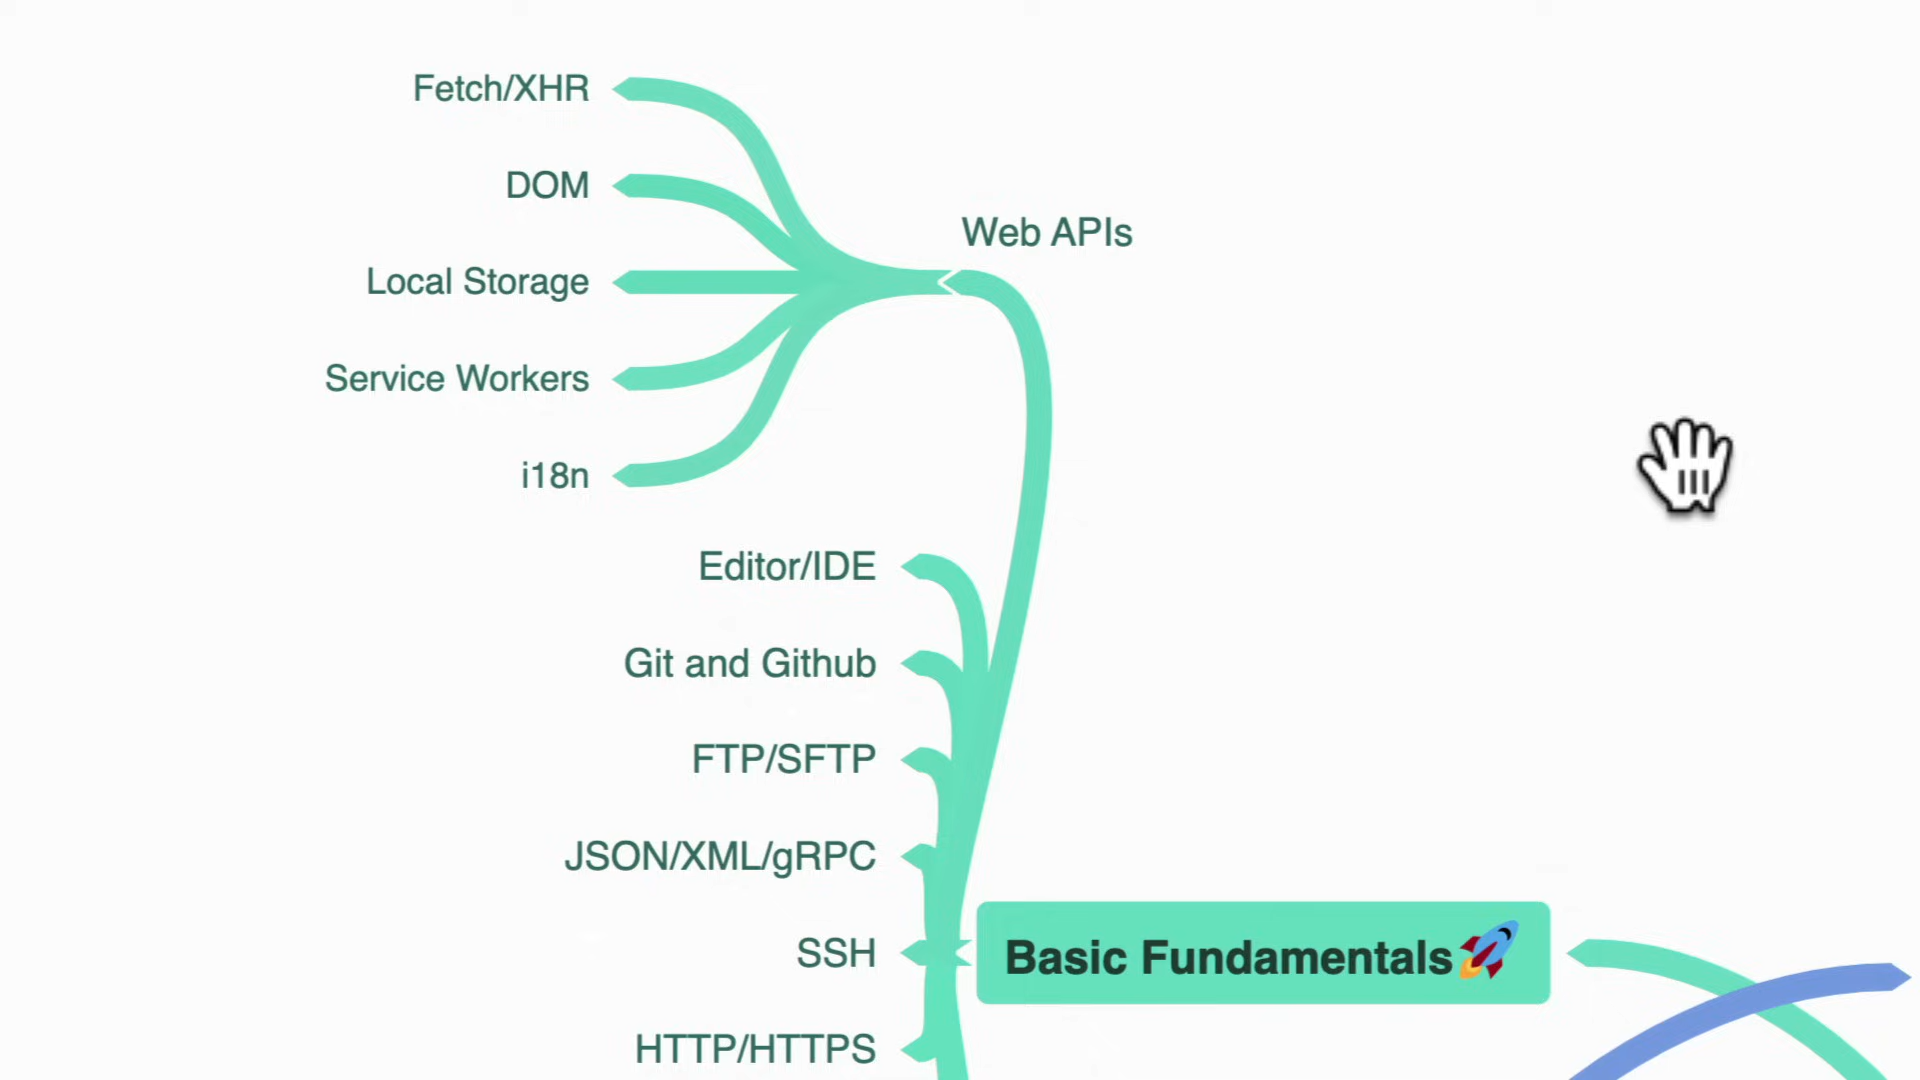 Fetch/XHR
DOM
Web APIs
Local Storage
Service Workers
i18n
Editor/IDE
Git and Github
FTP/SFTP
JSON/XML/gRPC
SSH
Basic Fundamentals🚀
HTTP/HTTPS